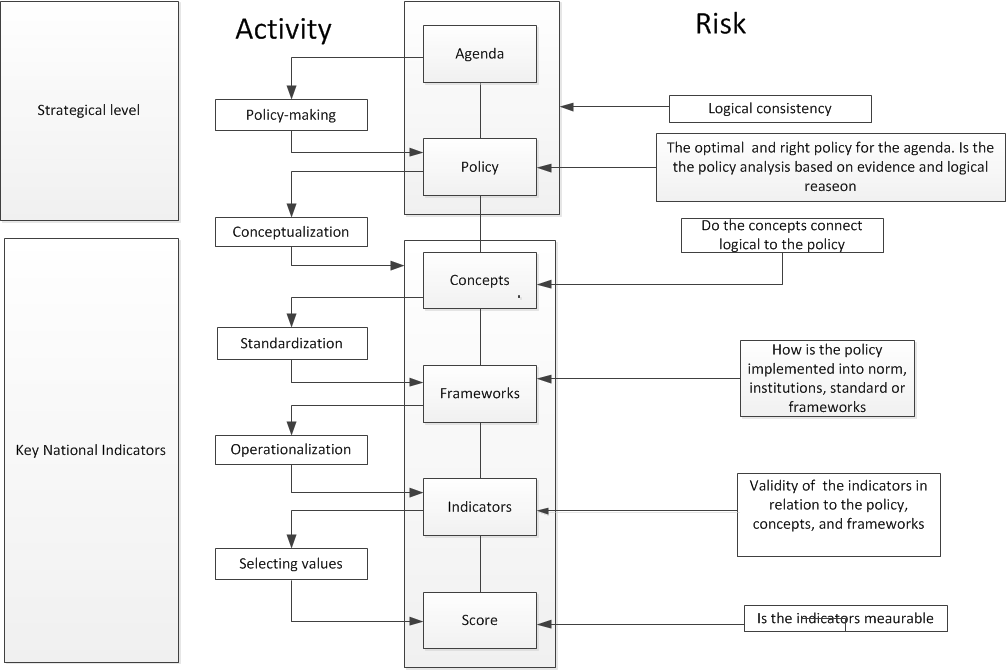 Activity
Risk
Strategical level
Agenda
Policy-making
Logical consistency
Policy
The optimal  and right policy for the agenda. Is the
the policy analysis based on evidence and logical
reaseon
Conceptualization
Do the concepts connect
logical to the policy
Key National Indicators
Concepts
Standardization
How is the policy
implemented into norm,
institutions, standard or
frameworks
Frameworks
Operationalization
Validity of  the indicators in
relation to the policy,
concepts, and frameworks
Indicators
Selecting values
Score
Is the indicators meaurable